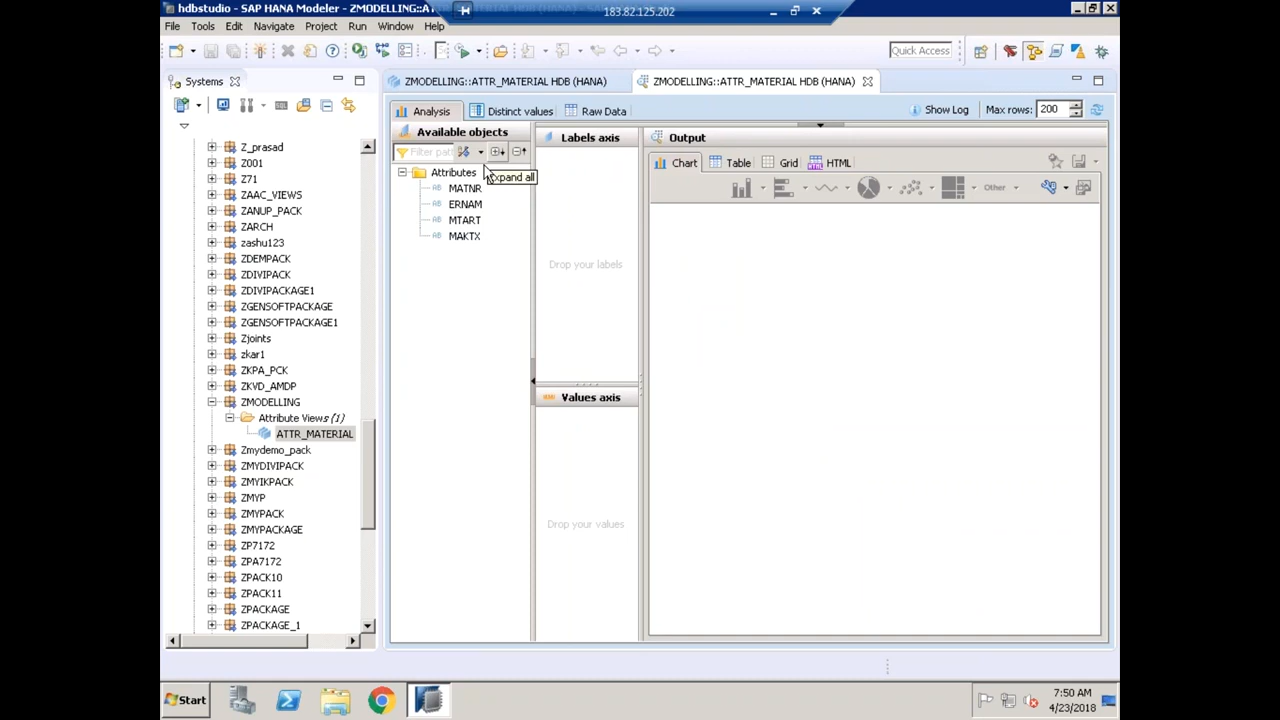 hdbstudio - SAP HANA Modeler - ZMODELLING::AT
183.82.125.202
File Tools Edit Navigate Project Run Window Help
Quick Access
Systems
ZMODELLING::ATTR_MATERIAL HDB (HANA)
ZMODELLING::ATTR_MATERIAL HDB (HANA)
Analysis
Distinct values
Raw Data
Show Log
Max rows: 200
Available objects
Labels axis
Output
Filter pat
Chart
Table
Grid
HTML
Attributes
Expand all
Other
MATNR
ERNAM
MTART
MAKTX
Drop your labels
Values axis
Drop your values
Z_prasad
Z001
Z71
ZAAC_VIEWS
ZANUP_PACK
ZARCH
zashu123
ZDEMPACK
ZDIVIPACK
ZDIVIPACKAGE1
ZGENSOFTPACKAGE
ZGENSOFTPACKAGE1
Zjoints
zkar1
ZKPA_PCK
ZKVD_AMDP
ZMODELLING
Attribute Views (1)
ATTR_MATERIAL
Zmydemo_pack
ZMYDIVIPACK
ZMYIKPACK
ZMYP
ZMYPACK
ZMYPACKAGE
ZP7172
ZPA7172
ZPACK10
ZPACK11
ZPACKAGE
ZPACKAGE_1
Start
7:50 AM
4/23/2018